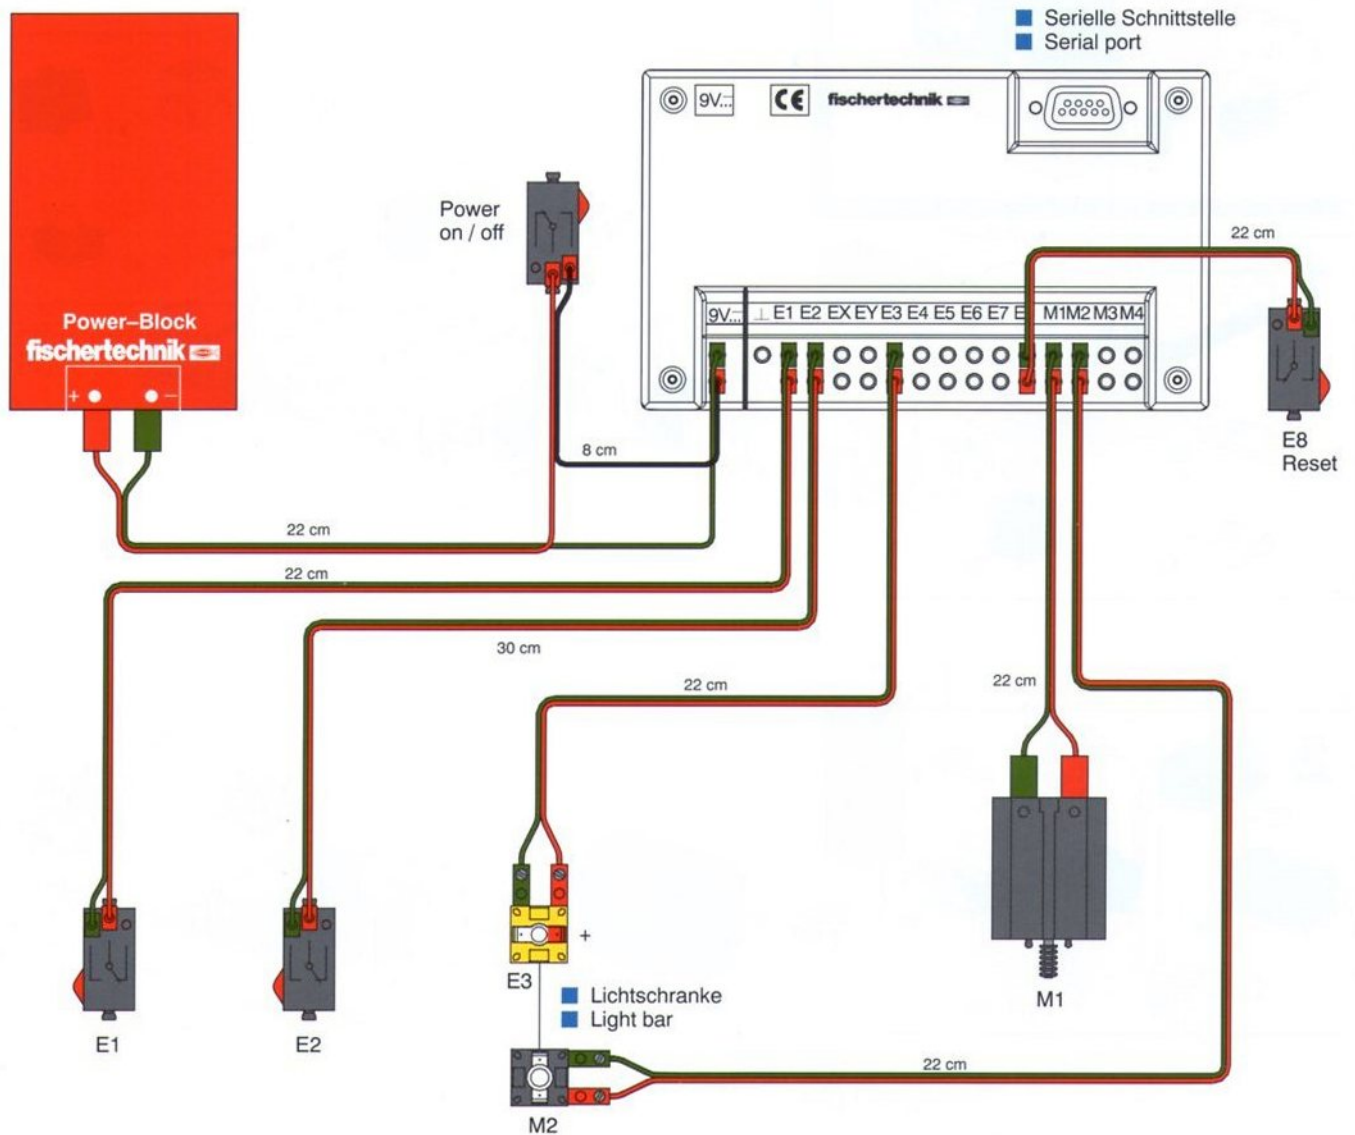 Serielle Schnittstelle
Serial port
9V...
CE
fischertechnik
Power
on / off
22 cm
Power–Block
fischertechnik
+ –
9V... ⊥ E1 E2 EX EY E3 E4 E5 E6 E7 E M1 M2 M3 M4
E8
Reset
8 cm
22 cm
22 cm
30 cm
22 cm
22 cm
+
E3
Lichtschranke
Light bar
M1
E1
E2
22 cm
M2